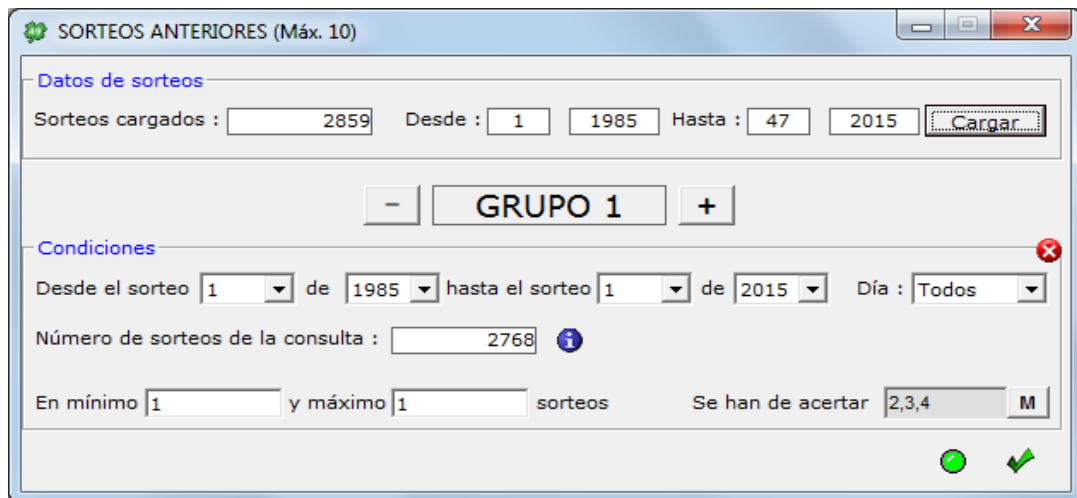 SORTEOS ANTERIORES (Máx. 10)
Datos de sorteos
Sorteos cargados : 2859 Desde : 1 1985 Hasta : 47 2015 Cargar
- GRUPO 1 +
Condiciones
Desde el sorteo 1 de 1985 hasta el sorteo 1 de 2015 Día : Todos
Número de sorteos de la consulta : 2768 i
En mínimo 1 y máximo 1 sorteos Se han de acertar 2,3,4 M